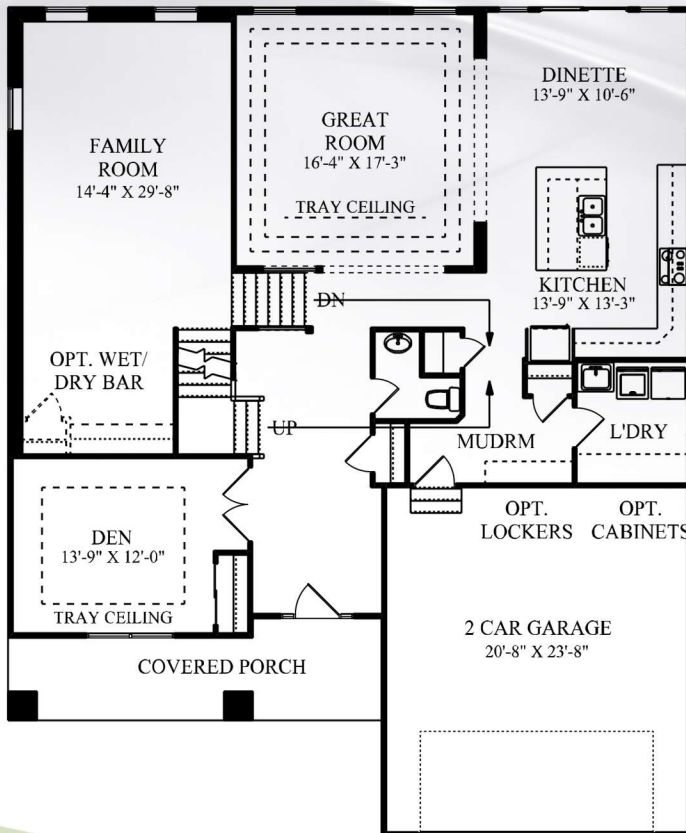 DINETTE
13'-9" X 10'-6"
GREAT
ROOM
16'-4" X 17'-3"
TRAY CEILING
FAMILY
ROOM
14'-4" X 29'-8"
KITCHEN
13'-9" X 13'-3"
DN
OPT. WET/
DRY BAR
UP
MUDRM
L'DRY
OPT.
LOCKERS
OPT.
CABINETS
DEN
13'-9" X 12'-0"
TRAY CEILING
2 CAR GARAGE
20'-8" X 23'-8"
COVERED PORCH